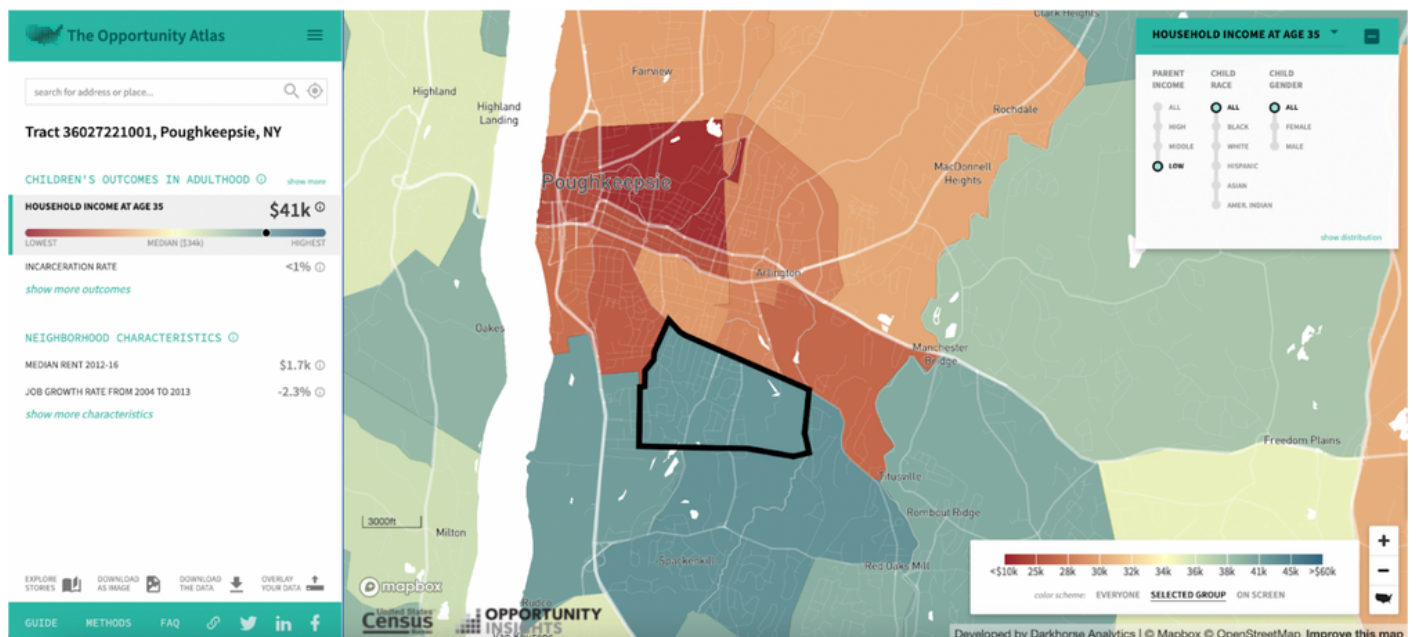 The Opportunity Atlas
search for address or place...
Tract 36027221001, Poughkeepsie, NY
CHILDREN'S OUTCOMES IN ADULTHOOD
show more
HOUSEHOLD INCOME AT AGE 35
$41k
LOWEST
MEDIAN ($34k)
HIGHEST
INCARCERATION RATE
<1%
show more outcomes
NEIGHBORHOOD CHARACTERISTICS
MEDIAN RENT 2012-16
$1.7k
JOB GROWTH RATE FROM 2004 TO 2013
-2.3%
show more characteristics
EXPLORE STORIES
DOWNLOAD AS IMAGE
DOWNLOAD THE DATA
OVERLAY YOUR DATA
GUIDE
METHODS
FAQ
Clark Heights
Fairview
Highland
Highland Landing
Rochdale
MacDonnell Heights
Poughkeepsie
Arlington
Oakes
Manchester Bridge
Freedom Plains
Titusville
Rombout Ridge
3000ft
Milton
Spackenkill
Red Oaks Mill
mapbox
United States
Census
OPPORTUNITY
INSIGHTS
HOUSEHOLD INCOME AT AGE 35
PARENT INCOME
CHILD RACE
CHILD GENDER
ALL
ALL
ALL
HIGH
BLACK
FEMALE
MIDDLE
WHITE
MALE
LOW
HISPANIC
ASIAN
AMER. INDIAN
show distribution
<$10k 25k 28k 30k 32k 34k 36k 38k 41k 45k >$60k
color scheme: EVERYONE SELECTED GROUP ON SCREEN
Developed by Darkhorse Analytics | © Mapbox © OpenStreetMap Improve this map